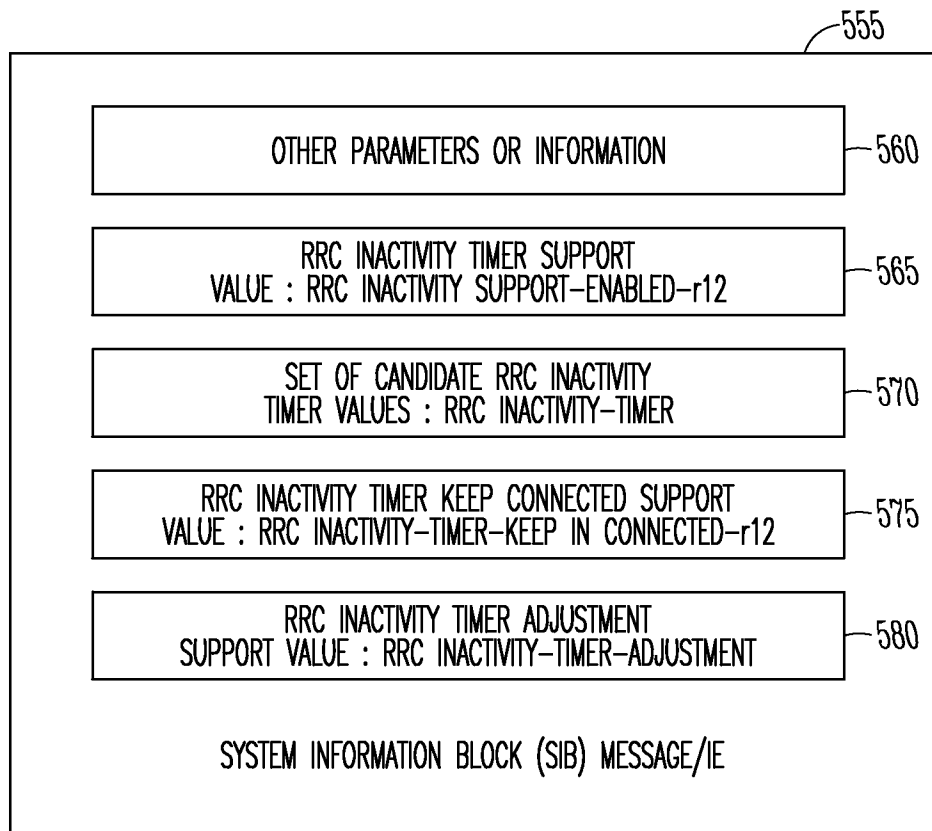 555
OTHER PARAMETERS OR INFORMATION
560
RRC INACTIVITY TIMER SUPPORT
VALUE : RRC INACTIVITY SUPPORT-ENABLED-r12
565
SET OF CANDIDATE RRC INACTIVITY
TIMER VALUES : RRC INACTIVITY-TIMER
570
RRC INACTIVITY TIMER KEEP CONNECTED SUPPORT
VALUE : RRC INACTIVITY-TIMER-KEEP IN CONNECTED-r12
575
RRC INACTIVITY TIMER ADJUSTMENT
SUPPORT VALUE : RRC INACTIVITY-TIMER-ADJUSTMENT
580
SYSTEM INFORMATION BLOCK (SIB) MESSAGE/IE